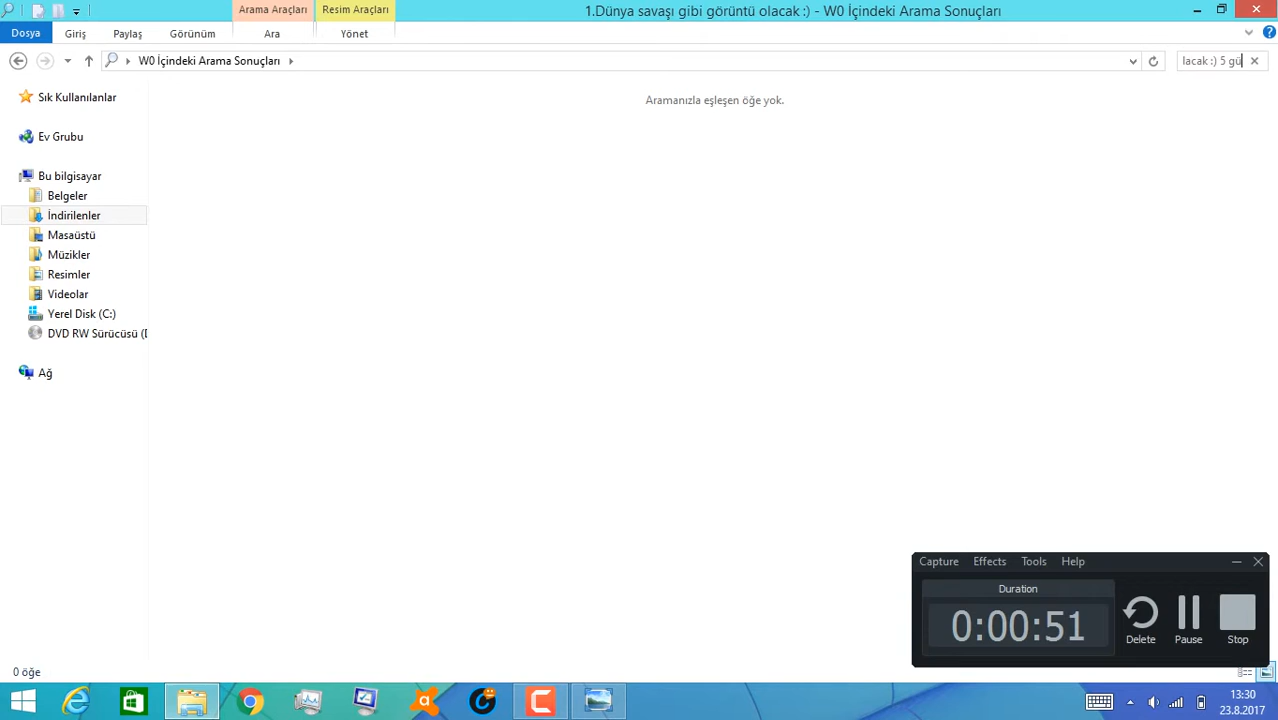 Arama Araçları
Resim Araçları
1.Dünya savaşı gibi görüntü olacak :) - W0 İçindeki Arama Sonuçları
Dosya
Giriş
Paylaş
Görünüm
Ara
Yönet
W0 İçindeki Arama Sonuçları
lacak :) 5 gü
Sık Kullanılanlar
Aramanızla eşleşen öğe yok.
Ev Grubu
Bu bilgisayar
Belgeler
İndirilenler
Masaüstü
Müzikler
Resimler
Videolar
Yerel Disk (C:)
DVD RW Sürücüsü (
Ağ
Capture
Effects
Tools
Help
Duration
0:00:51
Delete
Pause
Stop
0 öğe
13:30
23.8.2017